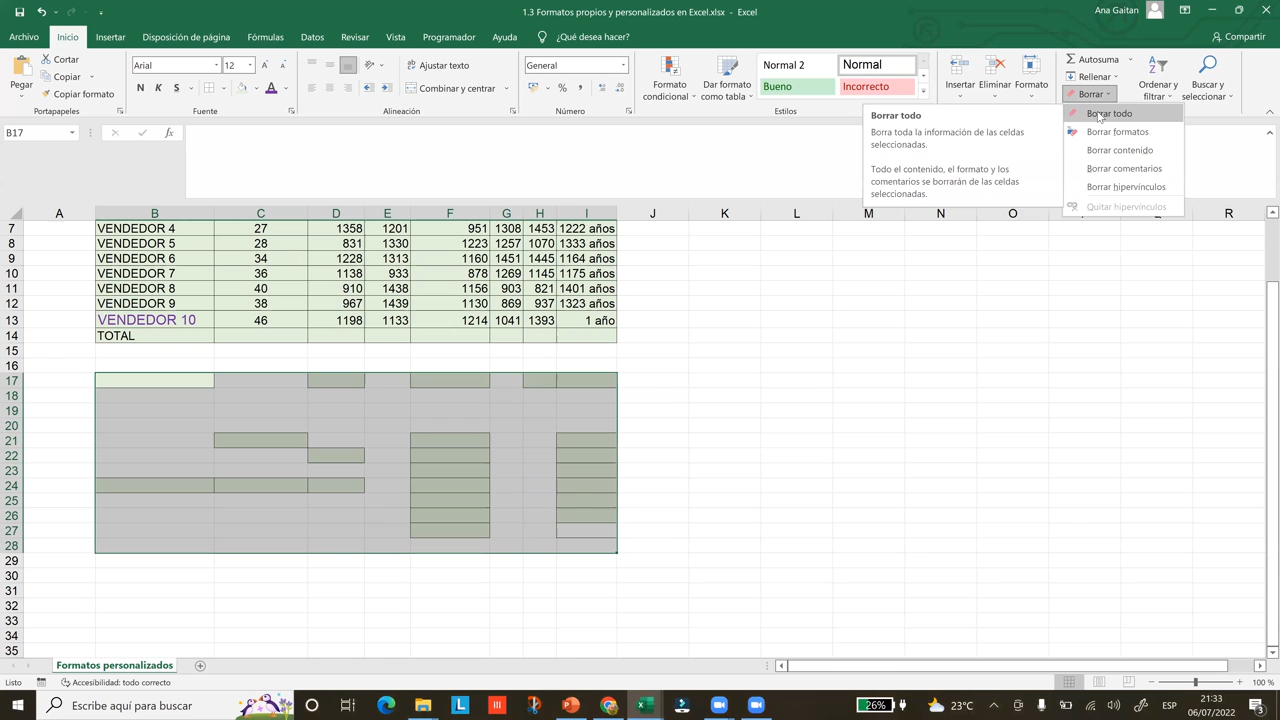 1.3 Formatos propios y personalizados en Excel.xlsx - Excel
Ana Gaitan
Archivo Inicio Insertar Disposición de página Fórmulas Datos Revisar Vista Programador Ayuda ¿Qué desea hacer? Compartir
Pegar
Cortar
Copiar
Copiar formato
Portapapeles
Arial 12
N K S
Fuente
Ajustar texto
Combinar y centrar
Alineación
General
Número
Formato condicional
Dar formato como tabla
Normal 2 Normal
Bueno Incorrecto
Estilos
Insertar Eliminar Formato
Autosuma
Rellenar
Borrar
Ordenar y filtrar
Buscar y seleccionar
Borrar todo
Borrar formatos
Borrar contenido
Borrar comentarios
Borrar hipervínculos
Quitar hipervínculos
Borrar todo
Borra toda la información de las celdas
seleccionadas.
Todo el contenido, el formato y los
comentarios se borrarán de las celdas
seleccionadas.
B17 fx
A B C D E F G H I J K L M N O P Q R
7 VENDEDOR 4 27 1358 1201 951 1308 1453 1222 años
8 VENDEDOR 5 28 831 1330 1223 1257 1070 1333 años
9 VENDEDOR 6 34 1228 1313 1160 1451 1445 1164 años
10 VENDEDOR 7 36 1138 933 878 1269 1145 1175 años
11 VENDEDOR 8 40 910 1438 1156 903 821 1401 años
12 VENDEDOR 9 38 967 1439 1130 869 937 1323 años
13 VENDEDOR 10 46 1198 1133 1214 1041 1393 1 año
14 TOTAL
15
16
17
18
19
20
21
22
23
24
25
26
27
28
29
30
31
32
33
34
35
Formatos personalizados
Listo Accesibilidad: todo correcto 100 %
Escribe aquí para buscar
26% 23°C ESP 21:33
06/07/2022
3